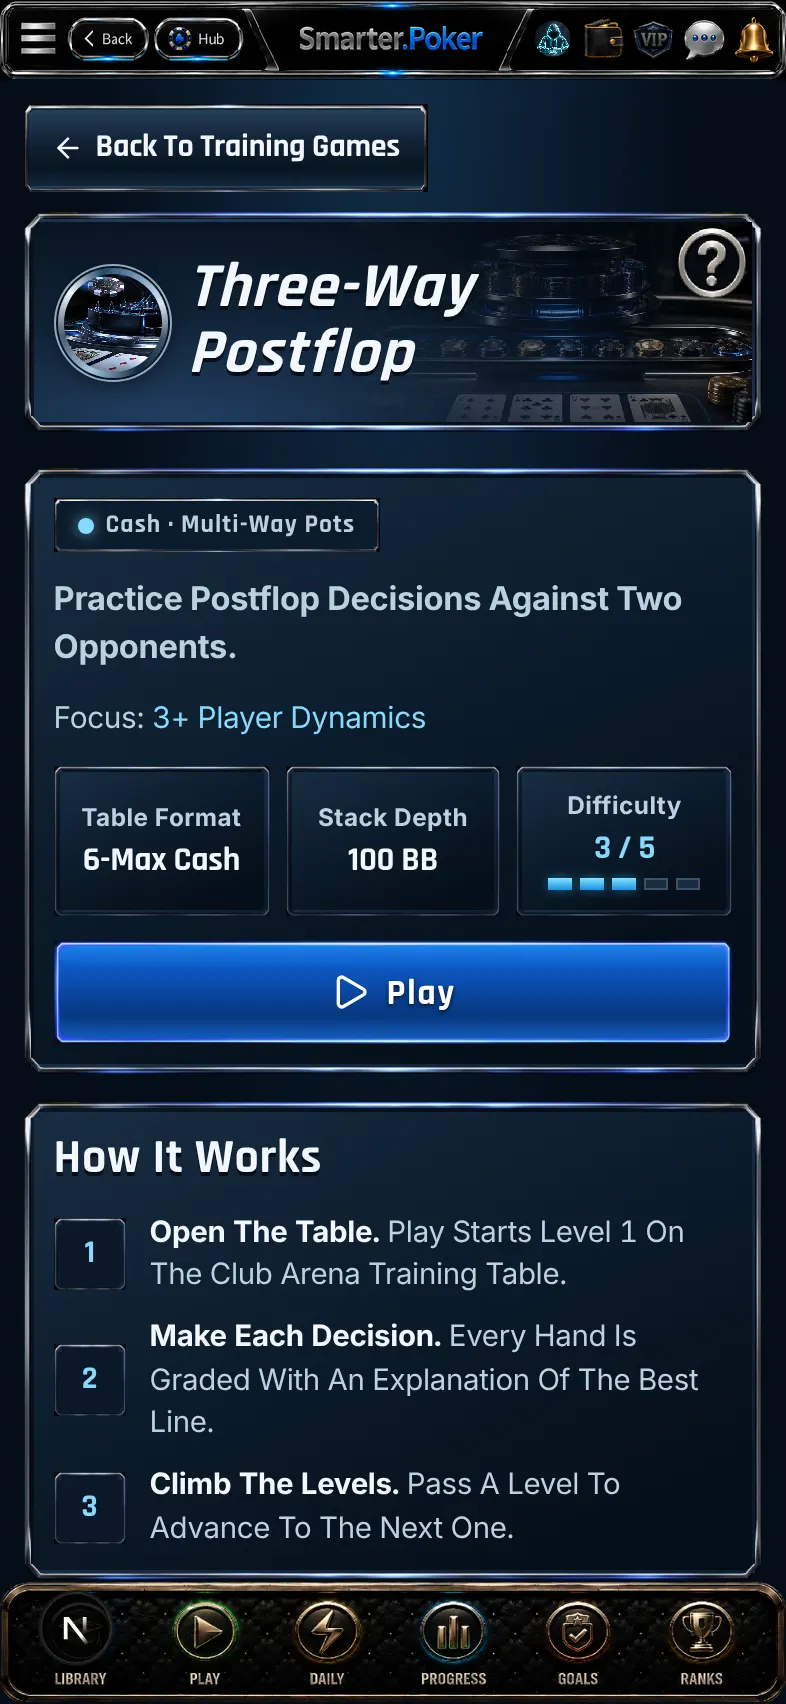 Back
Hub
Smarter.Poker
VIP
Back To Training Games
Three-Way
Postflop
?
Cash · Multi-Way Pots
Practice Postflop Decisions Against Two
Opponents.
Focus: 3+ Player Dynamics
Table Format
6-Max Cash
Stack Depth
100 BB
Difficulty
3 / 5
Play
How It Works
1
Open The Table. Play Starts Level 1 On
The Club Arena Training Table.
2
Make Each Decision. Every Hand Is
Graded With An Explanation Of The Best
Line.
3
Climb The Levels. Pass A Level To
Advance To The Next One.
N
LIBRARY
PLAY
DAILY
PROGRESS
GOALS
RANKS